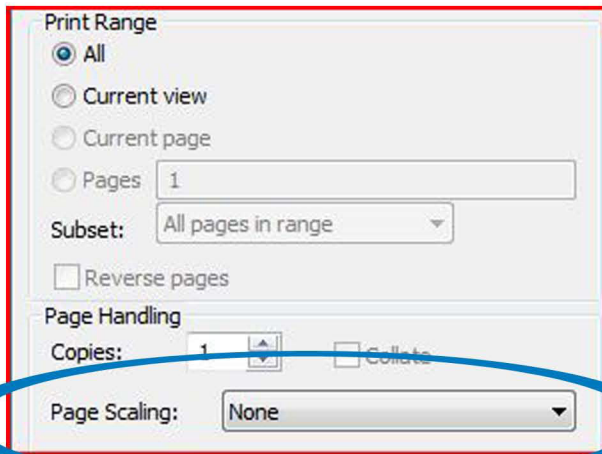 Print Range
All
Current view
Current page
Pages 1
Subset: All pages in range
Reverse pages
Page Handling
Copies: 1 Collate
Page Scaling: None